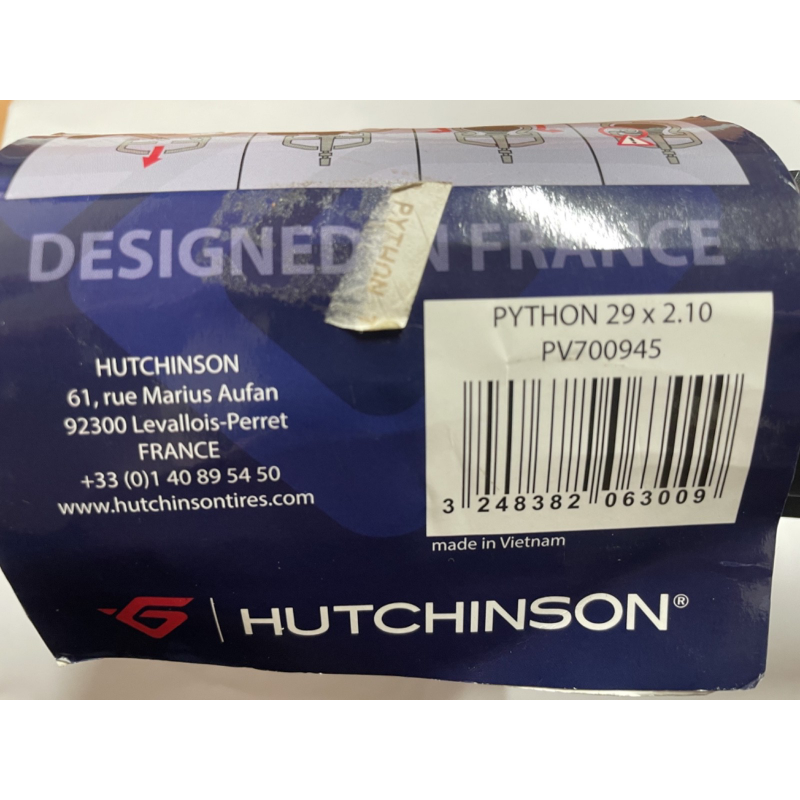 DESIGNED IN FRANCE
PYTHON
PYTHON 29 x 2.10
PV700945
3 248382 063009
made in Vietnam
HUTCHINSON
61, rue Marius Aufan
92300 Levallois-Perret
FRANCE
+33 (0)1 40 89 54 50
www.hutchinsontires.com
HUTCHINSON®